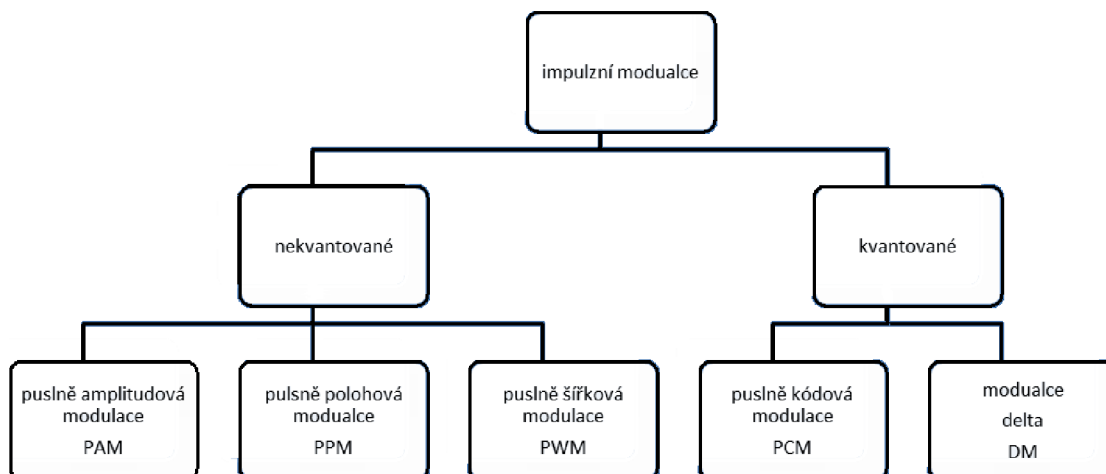 impulzní modualce
nekvantované
kvantované
puslně amplitudová
modulace
PAM
pulsně polohová
modualce
PPM
puslně šířková
modulace
PWM
puslně kódová
modulace
PCM
modualce
delta
DM